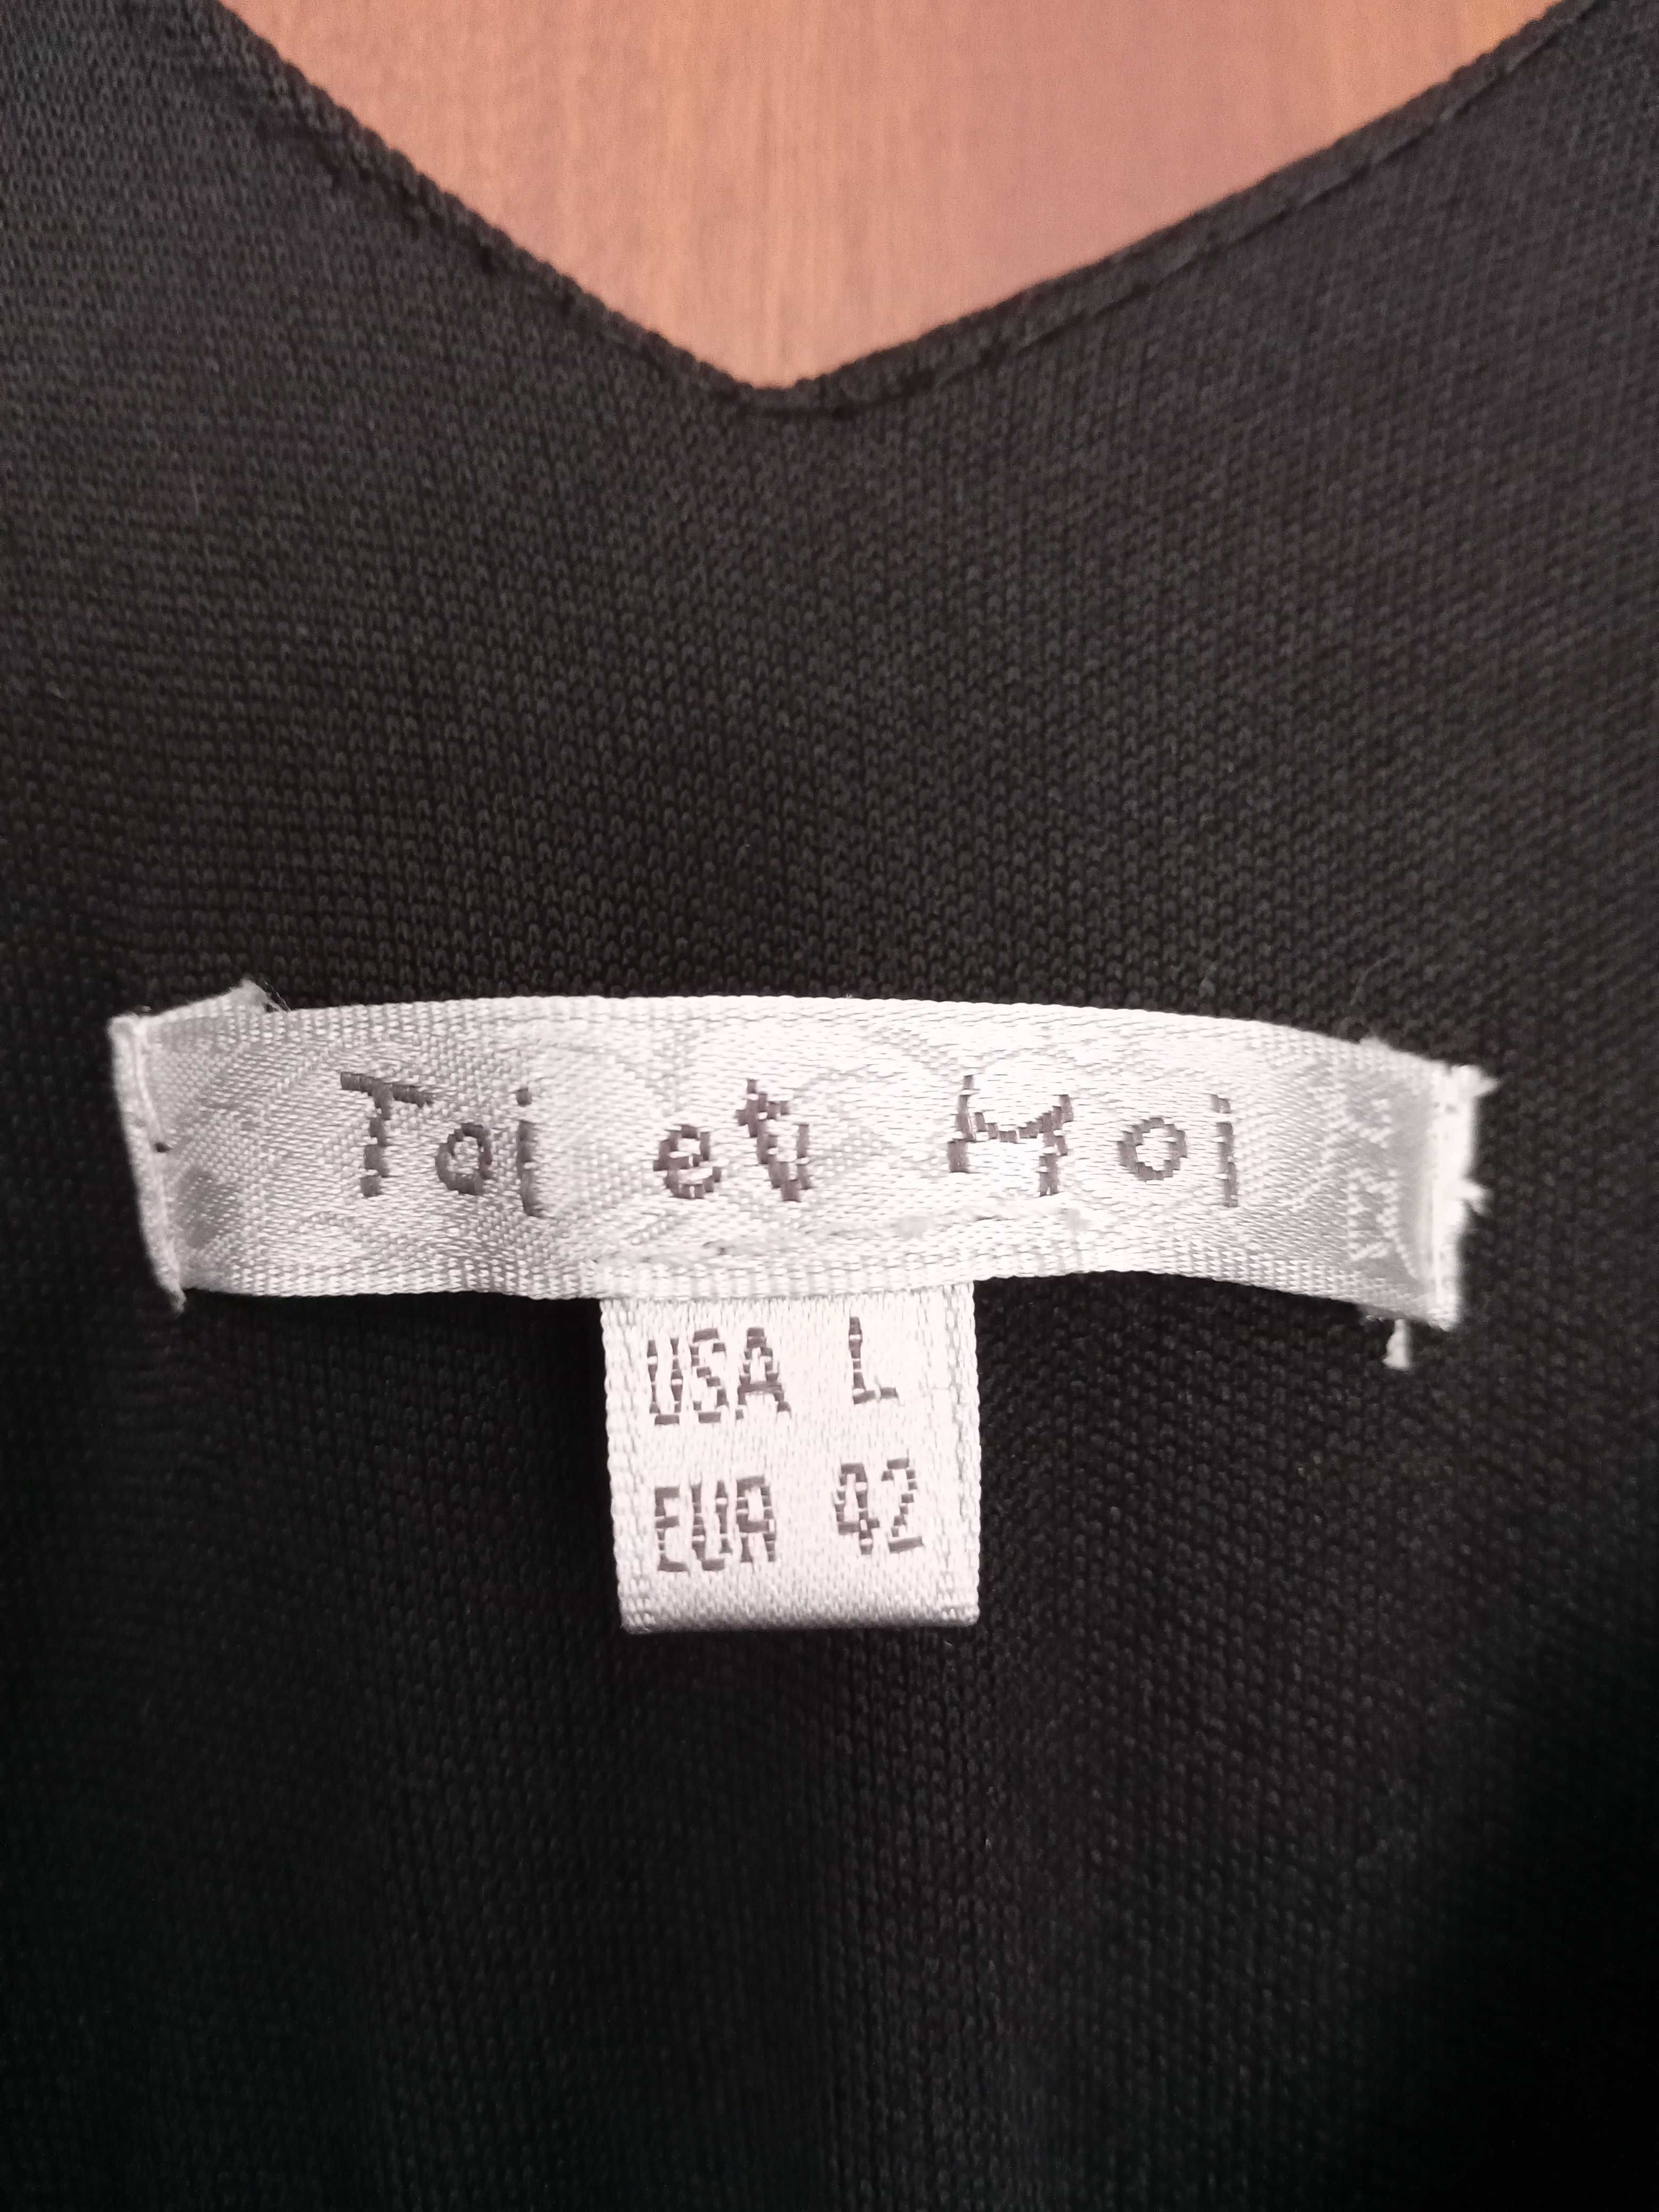 Toi et Moi
USA L
EUR 42